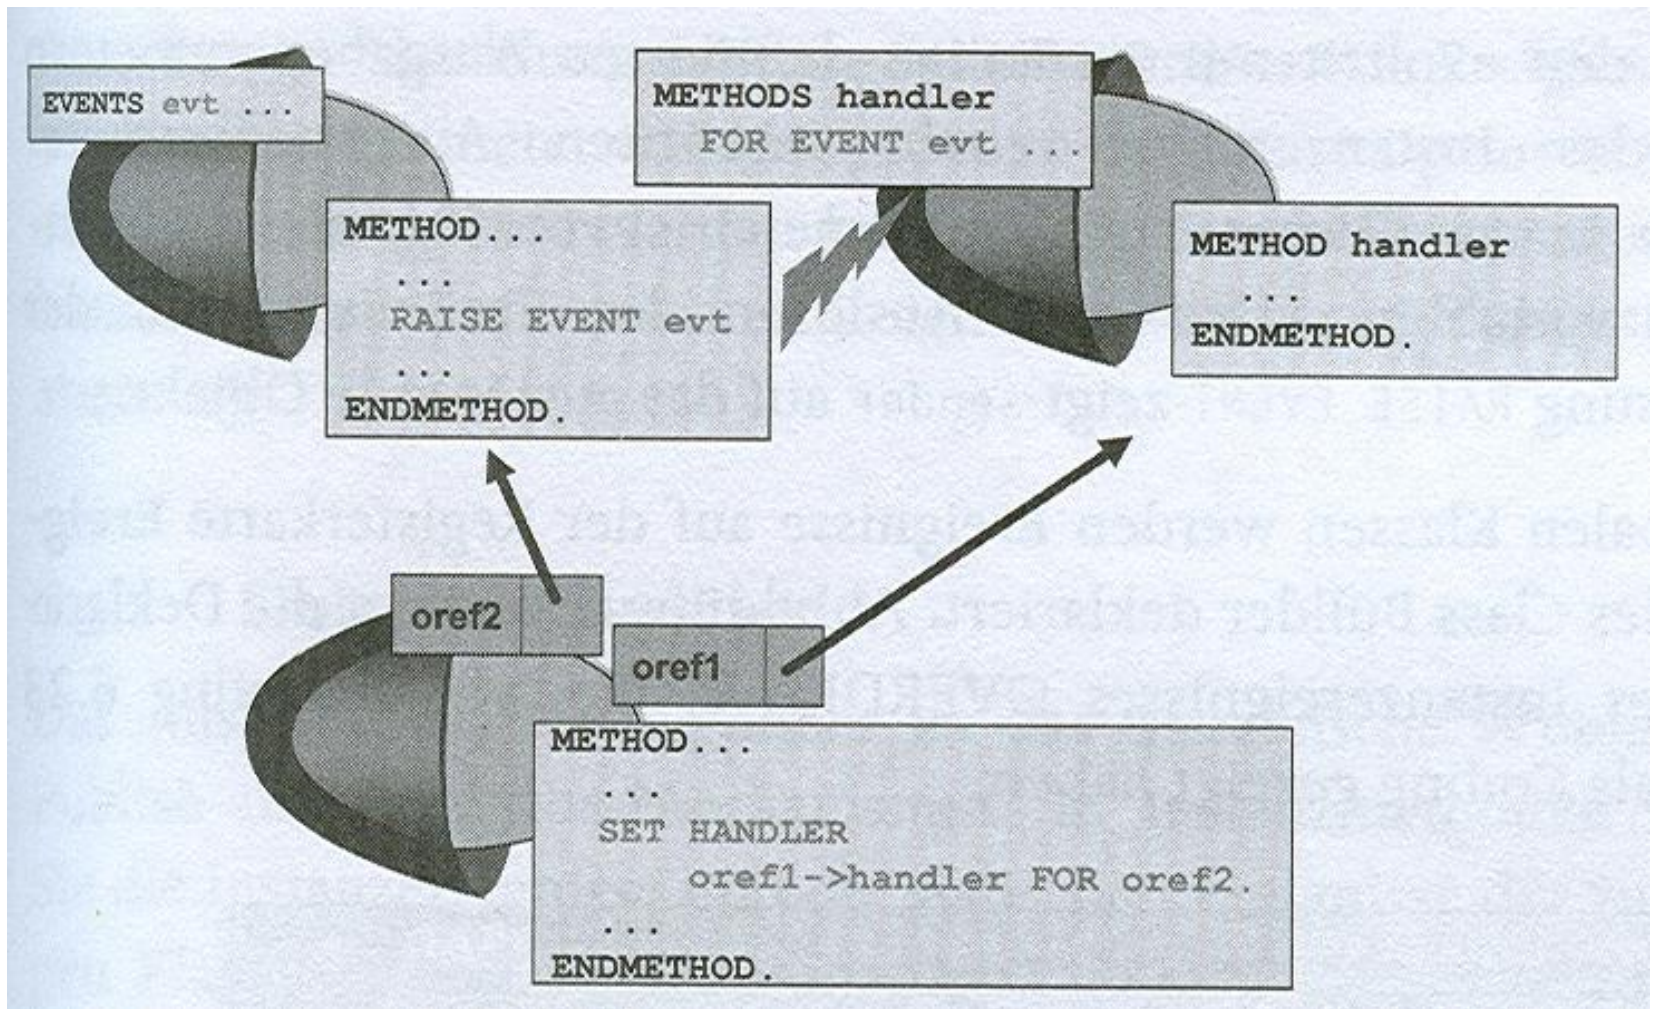 EVENTS evt ...
METHODS handler
FOR EVENT evt ...
METHOD...
...
RAISE EVENT evt
...
ENDMETHOD.
METHOD handler
...
ENDMETHOD.
oref2
oref1
METHOD...
...
SET HANDLER
oref1->handler FOR oref2.
...
ENDMETHOD.